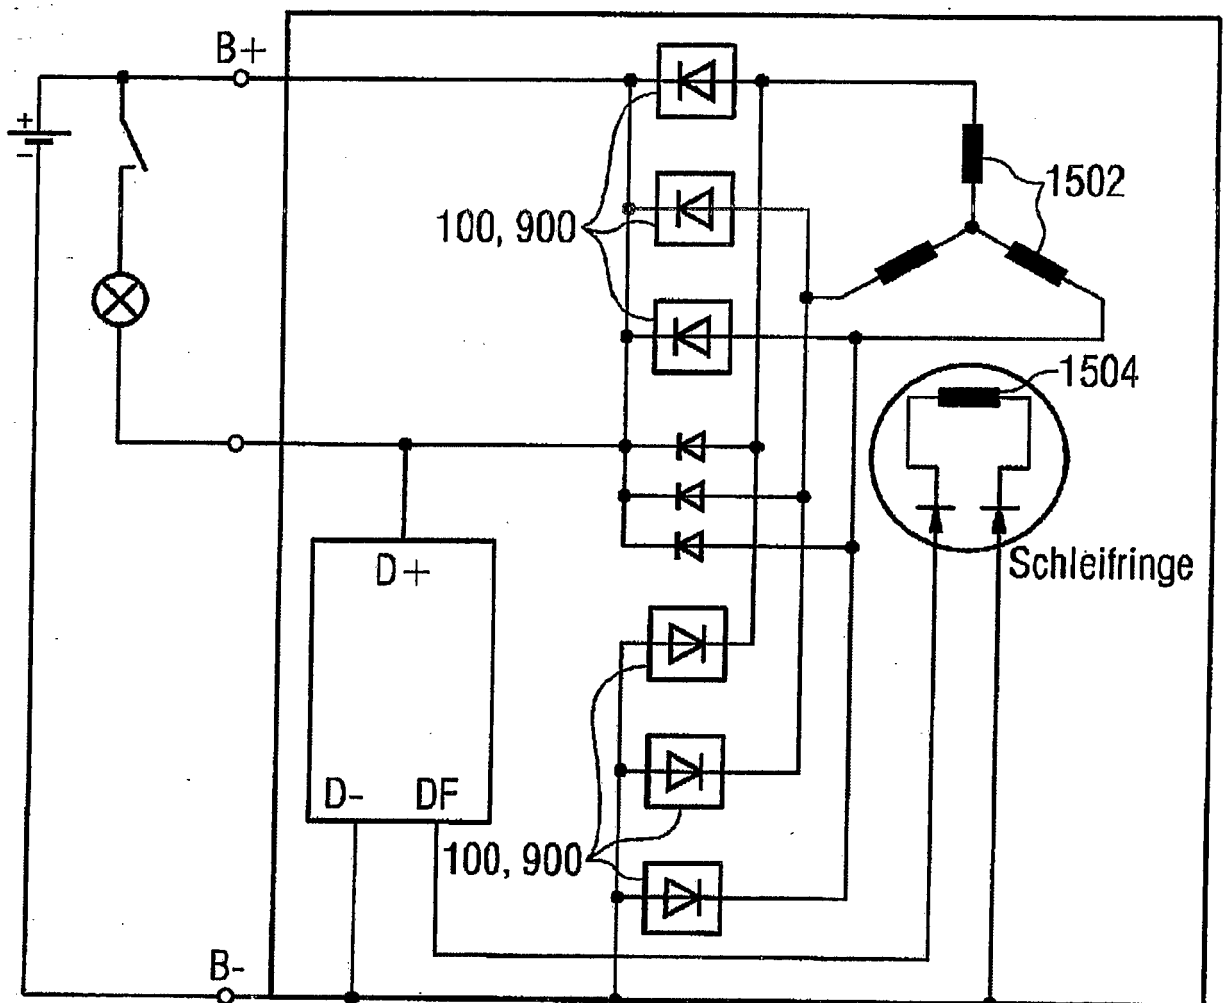 B+
+
-
100, 900
1502
1504
Schleifringe
D+
D-
DF
100, 900
B-